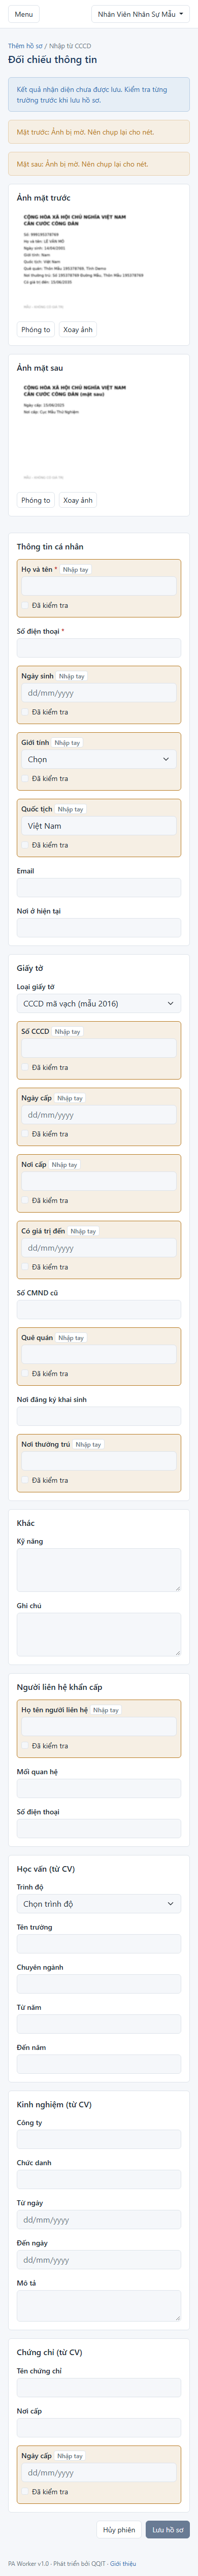 Menu
Nhân Viên Nhân Sự Mẫu
Thêm hồ sơ / Nhập từ CCCD
Đối chiếu thông tin
Kết quả nhận diện chưa được lưu. Kiểm tra từng trường trước khi lưu hồ sơ.
Mặt trước: Ảnh bị mờ. Nên chụp lại cho nét.
Mặt sau: Ảnh bị mờ. Nên chụp lại cho nét.
Ảnh mặt trước
CỘNG HÒA XÃ HỘI CHỦ NGHĨA VIỆT NAM
CĂN CƯỚC CÔNG DÂN
Phóng to
Xoay ảnh
Ảnh mặt sau
CỘNG HÒA XÃ HỘI CHỦ NGHĨA VIỆT NAM
CĂN CƯỚC CÔNG DÂN (mặt sau)
Phóng to
Xoay ảnh
Thông tin cá nhân
Họ và tên * Nhập tay
Đã kiểm tra
Số điện thoại *
Ngày sinh Nhập tay
dd/mm/yyyy
Đã kiểm tra
Giới tính Nhập tay
Chọn
Đã kiểm tra
Quốc tịch Nhập tay
Việt Nam
Đã kiểm tra
Email
Nơi ở hiện tại
Giấy tờ
Loại giấy tờ
CCCD mã vạch (mẫu 2016)
Số CCCD Nhập tay
Đã kiểm tra
Ngày cấp Nhập tay
dd/mm/yyyy
Đã kiểm tra
Nơi cấp Nhập tay
Đã kiểm tra
Có giá trị đến Nhập tay
dd/mm/yyyy
Đã kiểm tra
Số CMND cũ
Quê quán Nhập tay
Đã kiểm tra
Nơi đăng ký khai sinh
Nơi thường trú Nhập tay
Đã kiểm tra
Khác
Kỹ năng
Ghi chú
Người liên hệ khẩn cấp
Họ tên người liên hệ Nhập tay
Đã kiểm tra
Mối quan hệ
Số điện thoại
Học vấn (từ CV)
Trình độ
Chọn trình độ
Tên trường
Chuyên ngành
Từ năm
Đến năm
Kinh nghiệm (từ CV)
Công ty
Chức danh
Từ ngày
dd/mm/yyyy
Đến ngày
dd/mm/yyyy
Mô tả
Chứng chỉ (từ CV)
Tên chứng chỉ
Nơi cấp
Ngày cấp Nhập tay
dd/mm/yyyy
Đã kiểm tra
Hủy phiên
Lưu hồ sơ
PA Worker v1.0 · Phát triển bởi QQIT · Giới thiệu